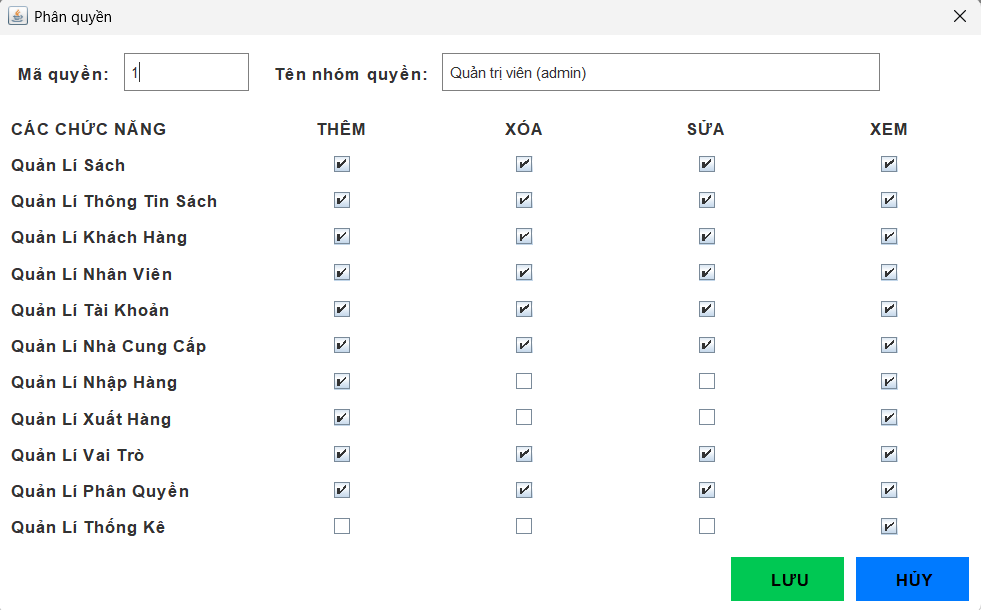 Phân quyền
Mã quyền: 1 Tên nhóm quyền: Quản trị viên (admin)
CÁC CHỨC NĂNG THÊM XÓA SỬA XEM
Quản Lí Sách
Quản Lí Thông Tin Sách
Quản Lí Khách Hàng
Quản Lí Nhân Viên
Quản Lí Tài Khoản
Quản Lí Nhà Cung Cấp
Quản Lí Nhập Hàng
Quản Lí Xuất Hàng
Quản Lí Vai Trò
Quản Lí Phân Quyền
Quản Lí Thống Kê
LƯU HỦY